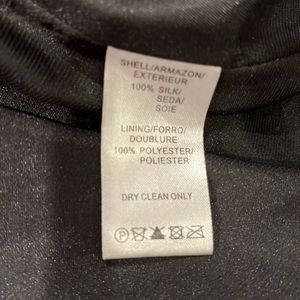 SHELL/ARMAZON/
EXTERIEUR
100% SILK/
SEDA/
SOIE
LINING/FORRO/
DOUBLURE
100% POLYESTER/
POLIESTER
DRY CLEAN ONLY
P